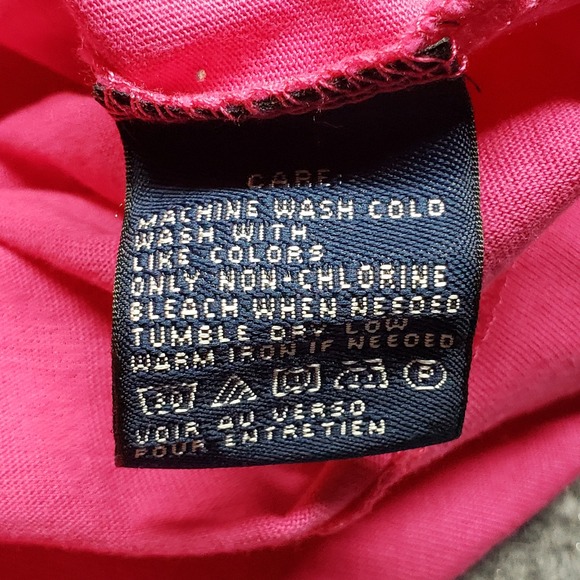 CARE:
MACHINE WASH COLD
WASH WITH
LIKE COLORS
ONLY NON-CHLORINE
BLEACH WHEN NEEDED
TUMBLE DRY LOW
WARM IRON IF NEEDED
30 P
VOIR AU VERSO
POUR ENTRETIEN